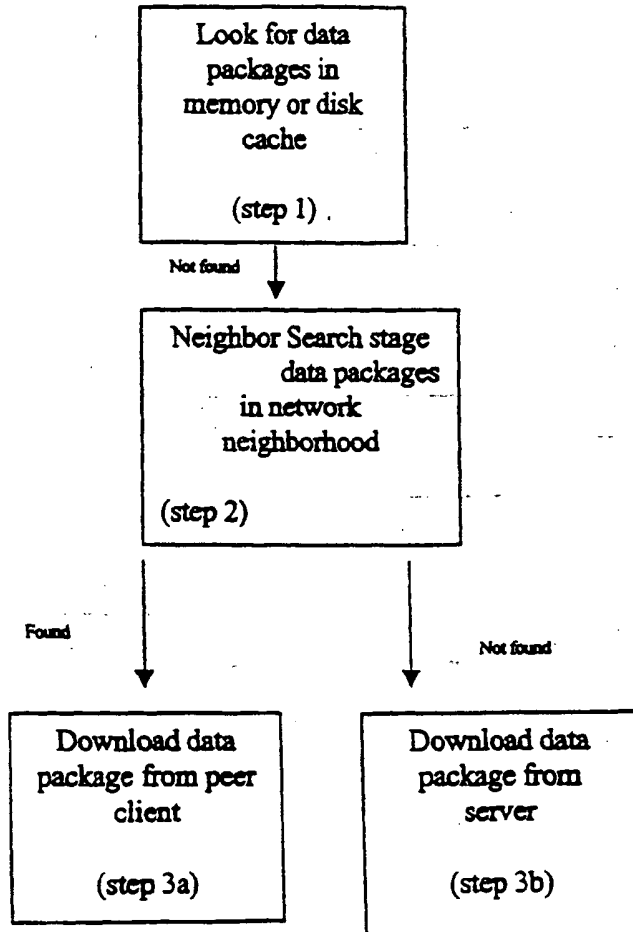 Look for data
packages in
memory or disk
cache
(step 1)
Not found
Neighbor Search stage
data packages
in network
neighborhood
(step 2)
Found
Not found
Download data
package from peer
client
(step 3a)
Download data
package from
server
(step 3b)